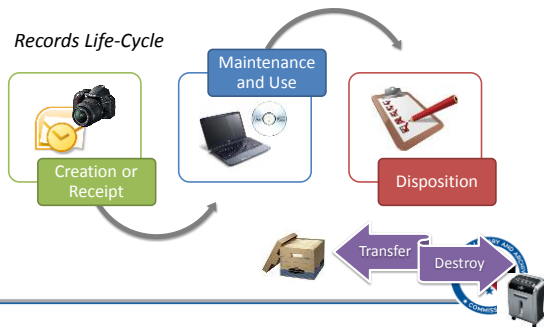 Records Life-Cycle
Maintenance
and Use
Creation or
Receipt
Disposition
Transfer
Destroy